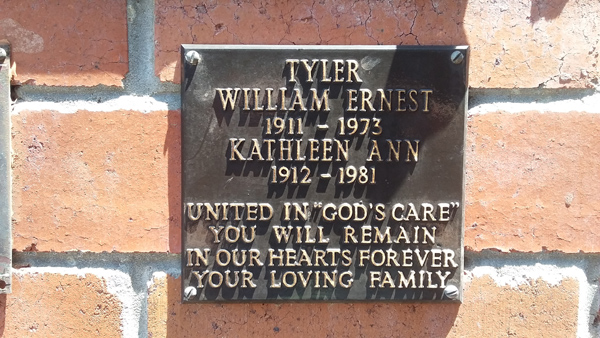 TYLER
WILLIAM ERNEST
1911 - 1973
KATHLEEN ANN
1912 - 1981
UNITED IN "GOD'S CARE"
YOU WILL REMAIN
IN OUR HEARTS FOREVER
YOUR LOVING FAMILY